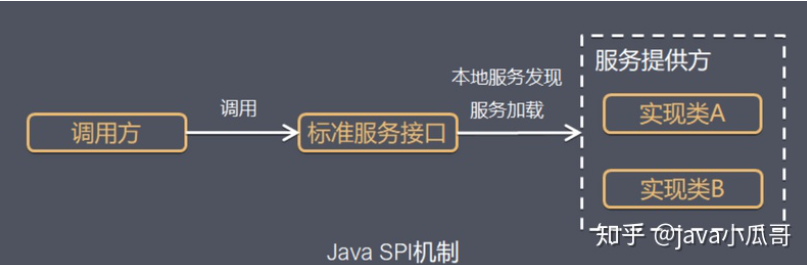 服务提供方
本地服务发现
调用
服务加载
实现类A
调用方
标准服务接口
实现类B
知乎 @java小瓜哥
Java SPI机制